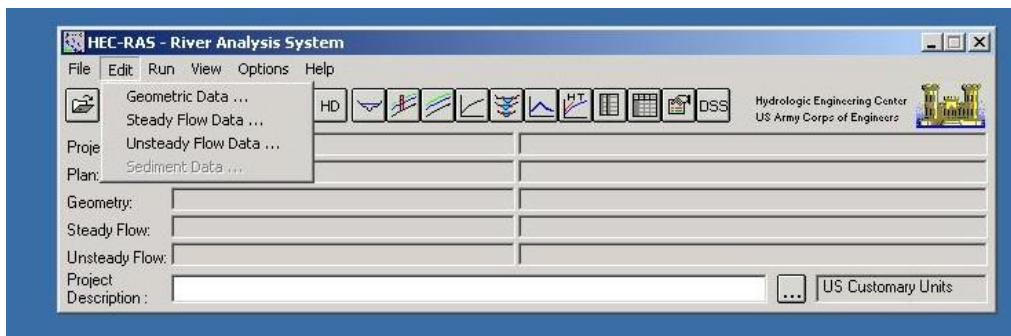 HEC-RAS - River Analysis System
File Edit Run View Options Help
Geometric Data ...
Steady Flow Data ...
Unsteady Flow Data ...
Sediment Data ...
HD
HT
DSS
Hydrologic Engineering Center
US Army Corps of Engineers
Proje
Plan:
Geometry:
Steady Flow:
Unsteady Flow:
Project
Description :
...
US Customary Units